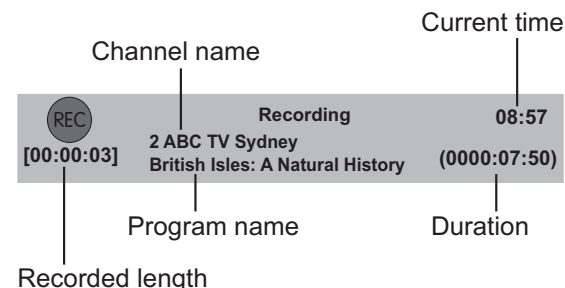 Current time
Channel name
REC
Recording
08:57
[00:00:03]
2 ABC TV Sydney
British Isles: A Natural History
(0000:07:50)
Program name
Duration
Recorded length